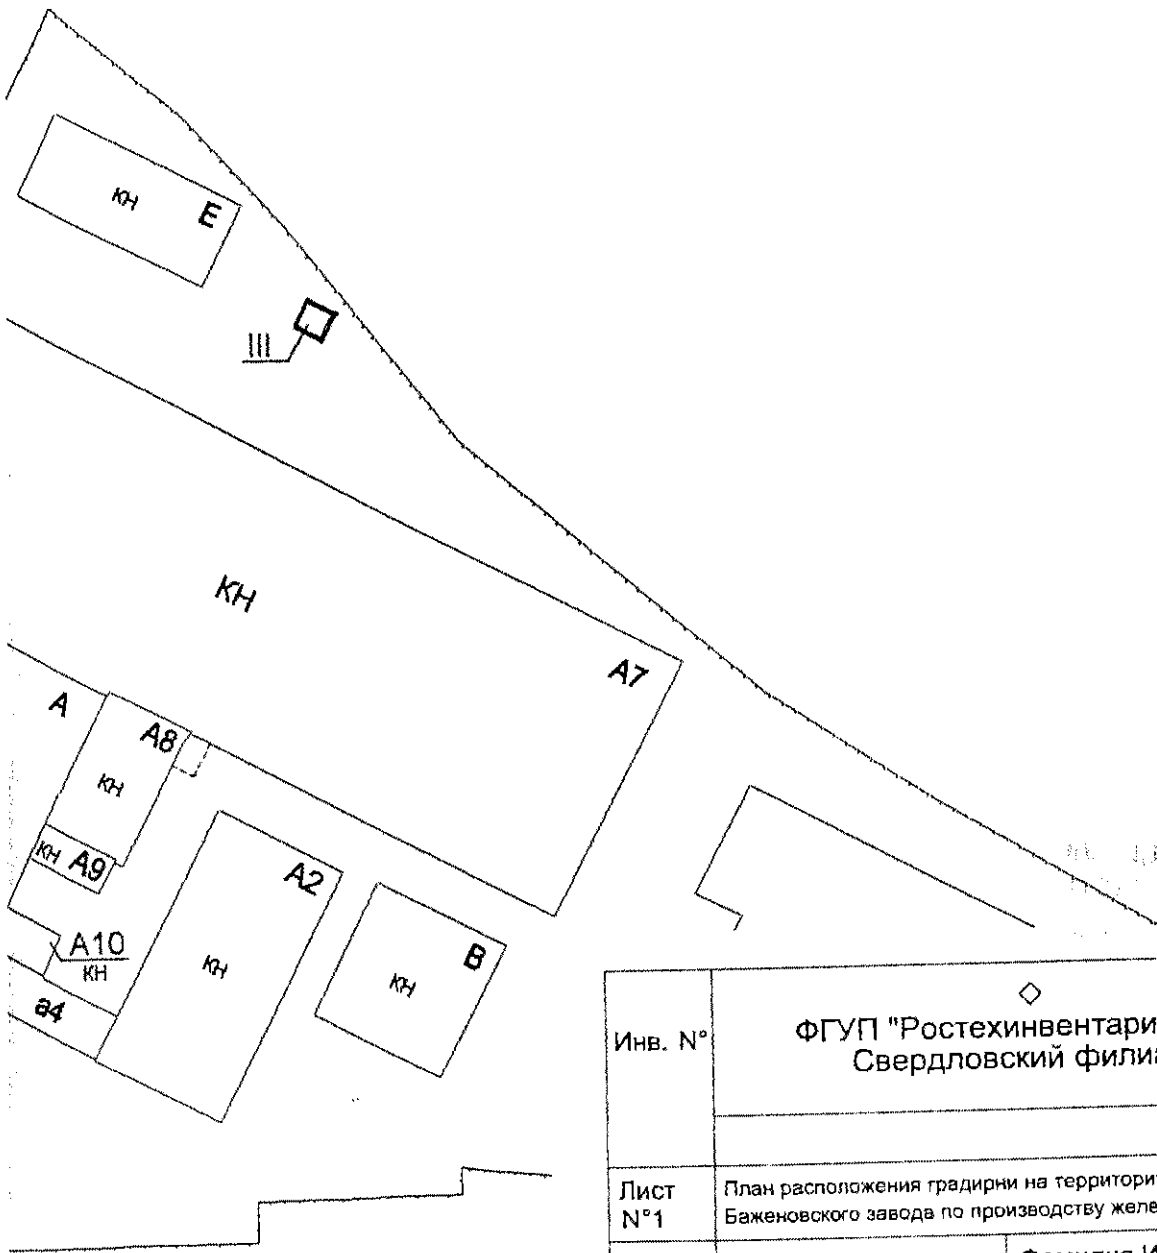 КН
Е
III
КН
А7
А
А8
КН
КН А9
А2
А10
КН
КН
В
КН
а4
Инв. N°
ФГУП "Ростехинвентари
Свердловский филиа
Лист
N°1
План расположения градирни на территори
Баженовского завода по производству желе